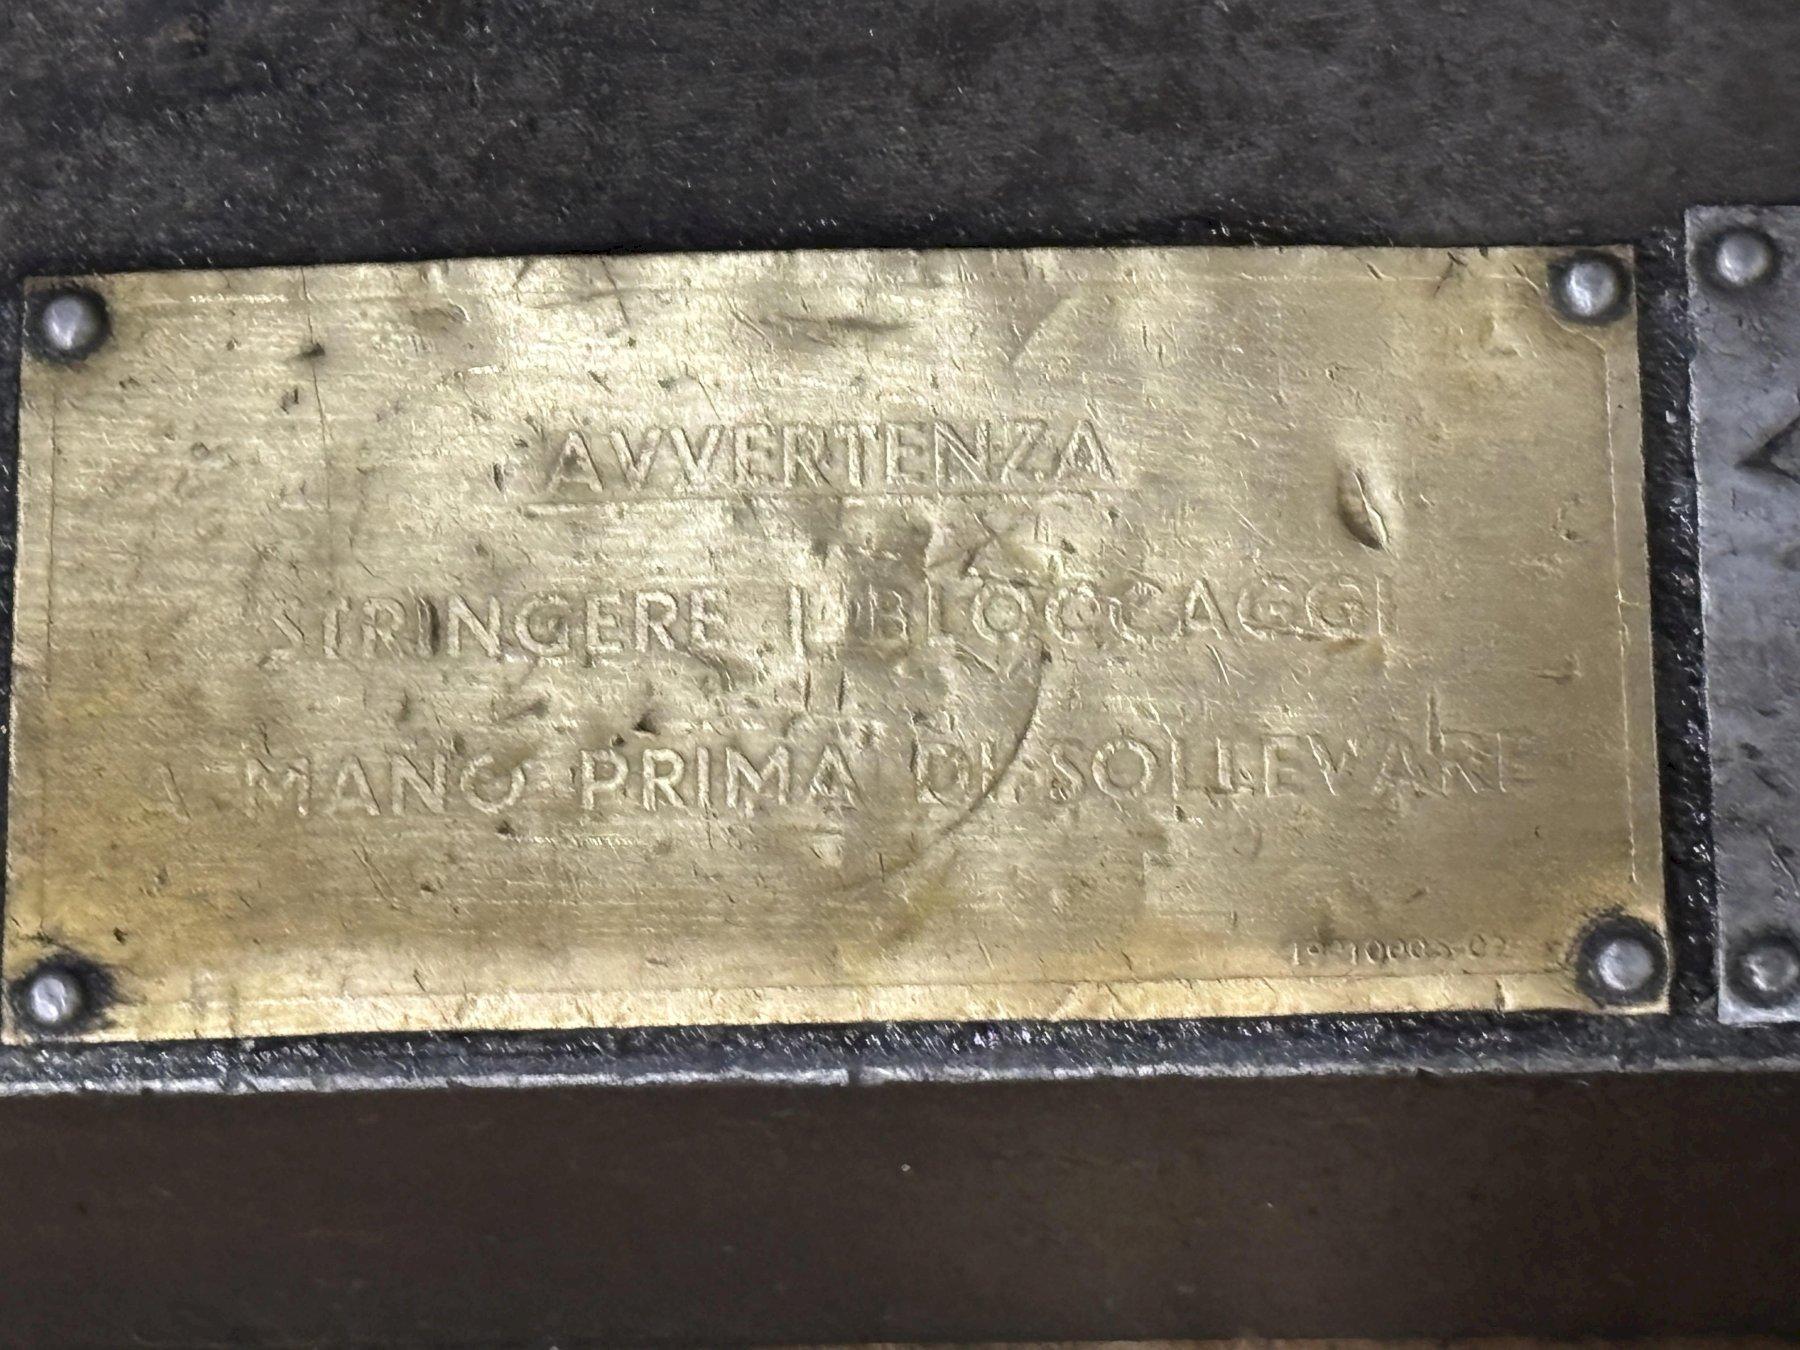 AVVERTENZA
STRINGERE I BLOCCAGGI
A MANO PRIMA DI SOLLEVARE